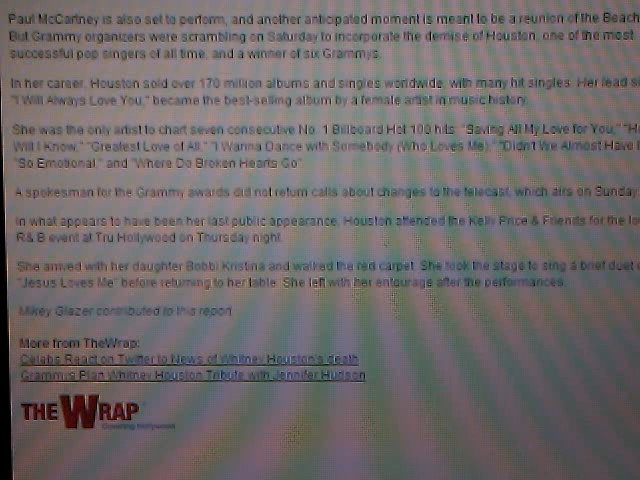 Paul McCartney is also set to perform, and another anticipated moment is meant to be a reunion of the Beach
But Grammy organizers were scrambling on Saturday to incorporate the demise of Houston, one of the most
successful pop singers of all time, and a winner of six Grammys.
In her career, Houston sold over 170 million albums and singles worldwide, with many hit singles. Her lead
"I Will Always Love You," became the best-selling album by a female artist in music history.
She was the only artist to chart seven consecutive No. 1 Billboard Hot 100 hits: "Saving All My Love for You,"
Will I Know," "Greatest Love of All," "I Wanna Dance with Somebody (Who Loves Me)," "Didn't We Almost Have
"So Emotional," and "Where Do Broken Hearts Go".
A spokesman for the Grammy awards did not return calls about changes to the telecast, which airs on Sunday
In what appears to have been her last public appearance, Houston attended the Kelly Price & Friends for the
R&B event at Tru Hollywood on Thursday night.
She arrived with her daughter Bobbi Kristina and walked the red carpet. She took the stage to sing a brief duet
"Jesus Loves Me" before returning to her table. She left with her entourage after the performances.
Mikey Glazer contributed to this report
More from TheWrap:
Celebs React on Twitter to News of Whitney Houston's death
Grammys Plan Whitney Houston Tribute with Jennifer Hudson
THE WRAP
Covering Hollywood